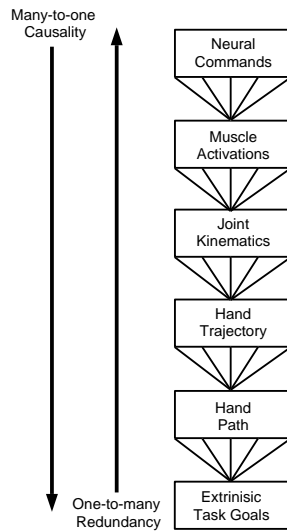 Many-to-one
Causality
Neural
Commands
Muscle
Activations
Joint
Kinematics
Hand
Trajectory
Hand
Path
One-to-many
Redundancy
Extrinisic
Task Goals